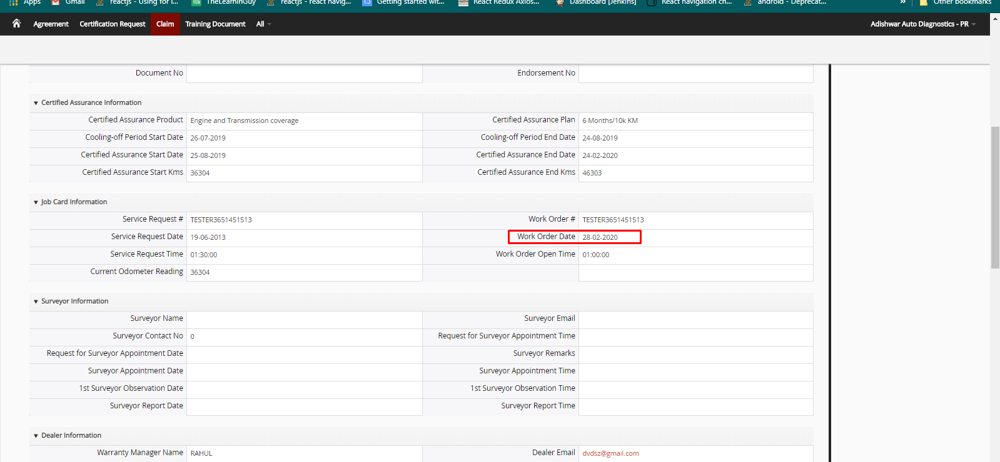 Apps Gmail reactjs - Using for i... TheLearnGuy reactjs - react navig... Getting started wit... React Redux Axios... Dashboard [Jenkins] React navigation ch... android - Deprecat... » Other bookmarks
Agreement Certification Request Claim Training Document All Adishwar Auto Diagnostics - PR
Document No Endorsement No
Certified Assurance Information
Certified Assurance Product Engine and Transmission coverage Certified Assurance Plan 6 Months/10k KM
Cooling-off Period Start Date 26-07-2019 Cooling-off Period End Date 24-08-2019
Certified Assurance Start Date 25-08-2019 Certified Assurance End Date 24-02-2020
Certified Assurance Start Kms 36304 Certified Assurance End Kms 46303
Job Card Information
Service Request # TESTER3651451513 Work Order # TESTER3651451513
Service Request Date 19-06-2013 Work Order Date 28-02-2020
Service Request Time 01:30:00 Work Order Open Time 01:00:00
Current Odometer Reading 36304
Surveyor Information
Surveyor Name Surveyor Email
Surveyor Contact No 0 Request for Surveyor Appointment Time
Request for Surveyor Appointment Date Surveyor Remarks
Surveyor Appointment Date Surveyor Appointment Time
1st Surveyor Observation Date 1st Surveyor Observation Time
Surveyor Report Date Surveyor Report Time
Dealer Information
Warranty Manager Name RAHUL Dealer Email dvdsz@gmail.com